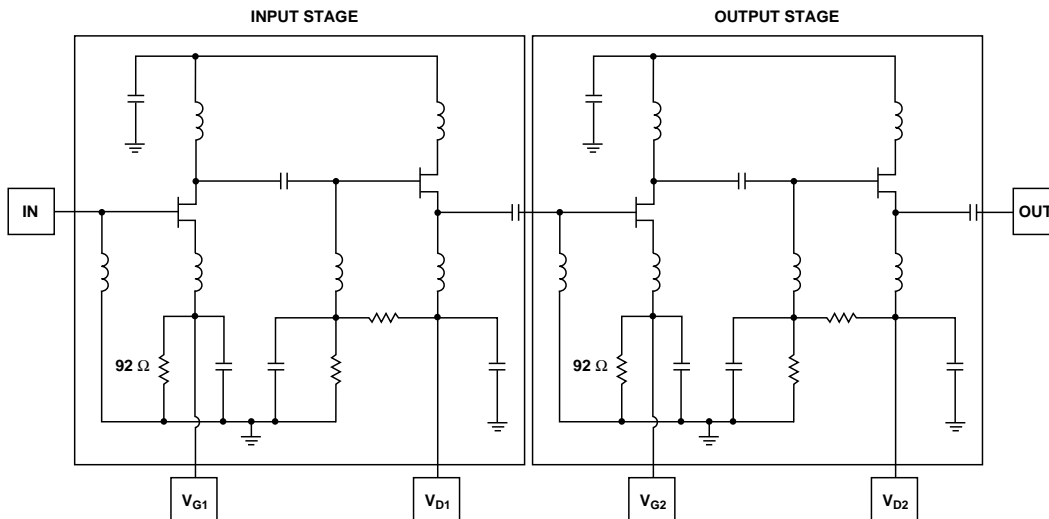 INPUT STAGE
OUTPUT STAGE
IN
OUT
92 Ω
92 Ω
VG1
VD1
VG2
VD2